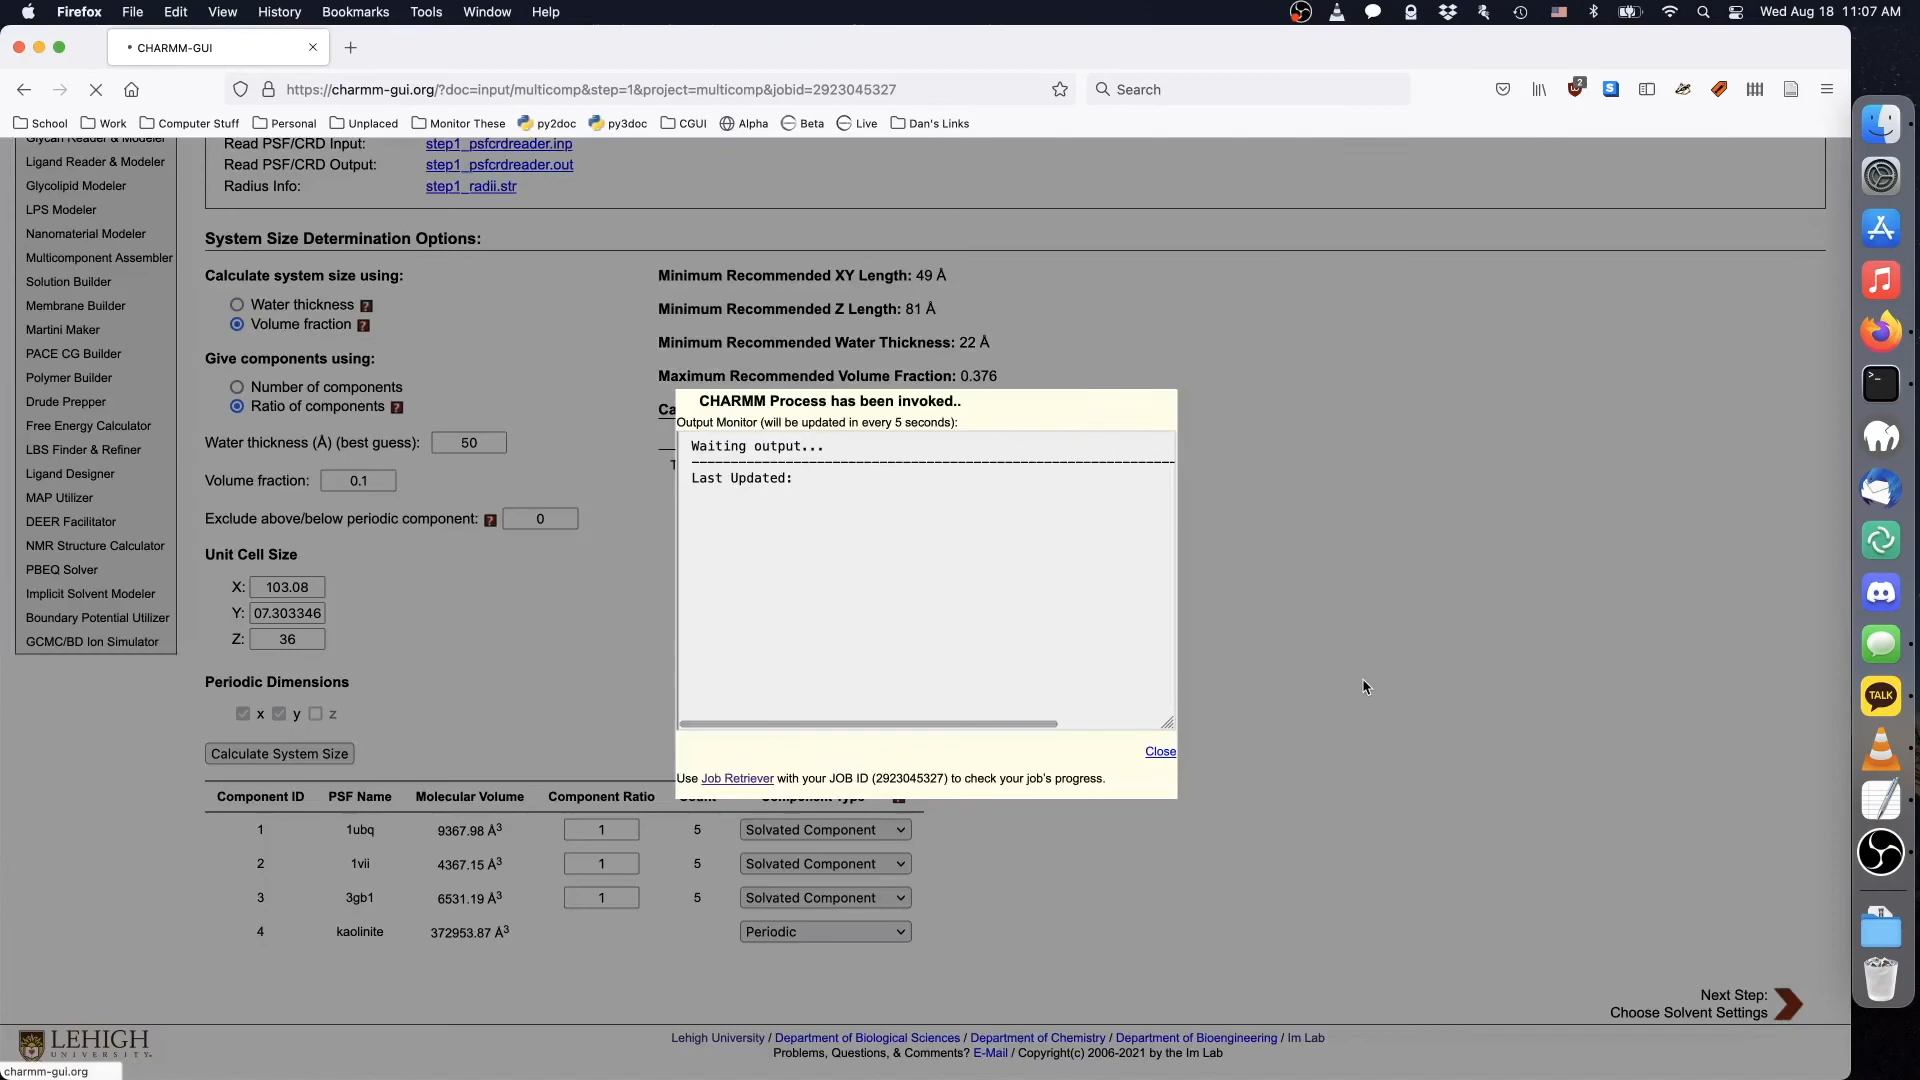 Firefox File Edit View History Bookmarks Tools Window Help Wed Aug 18 11:07 AM
CHARMM-GUI
https://charmm-gui.org/?doc=input/multicomp&step=1&project=multicomp&jobid=2923045327 Search 2
School Work Computer Stuff Personal Unplaced Monitor These py2doc py3doc CGUI Alpha Beta Live Dan's Links
Glycan Reader & Modeler
Ligand Reader & Modeler
Glycolipid Modeler
LPS Modeler
Nanomaterial Modeler
Multicomponent Assembler
Solution Builder
Membrane Builder
Martini Maker
PACE CG Builder
Polymer Builder
Drude Prepper
Free Energy Calculator
LBS Finder & Refiner
Ligand Designer
MAP Utilizer
DEER Facilitator
NMR Structure Calculator
PBEQ Solver
Implicit Solvent Modeler
Boundary Potential Utilizer
GCMC/BD Ion Simulator
Read PSF/CRD Input: step1_psfcrdreader.inp
Read PSF/CRD Output: step1_psfcrdreader.out
Radius Info: step1_radii.str
System Size Determination Options:
Calculate system size using:
Water thickness ?
Volume fraction ?
Give components using:
Number of components
Ratio of components ?
Water thickness (Å) (best guess): 50
Volume fraction: 0.1
Exclude above/below periodic component: ? 0
Unit Cell Size
X: 103.08
Y: 07.303346
Z: 36
Periodic Dimensions
x y z
Calculate System Size
Minimum Recommended XY Length: 49 Å
Minimum Recommended Z Length: 81 Å
Minimum Recommended Water Thickness: 22 Å
Maximum Recommended Volume Fraction: 0.376
Ca
T
CHARMM Process has been invoked..
Output Monitor (will be updated in every 5 seconds):
Waiting output...
Last Updated:
Close
Use Job Retriever with your JOB ID (2923045327) to check your job's progress.
Component ID PSF Name Molecular Volume Component Ratio Count Component Type
1 1ubq 9367.98 Å3 1 5 Solvated Component
2 1vii 4367.15 Å3 1 5 Solvated Component
3 3gb1 6531.19 Å3 1 5 Solvated Component
4 kaolinite 372953.87 Å3 Periodic
Next Step:
Choose Solvent Settings
LEHIGH
UNIVERSITY
Lehigh University / Department of Biological Sciences / Department of Chemistry / Department of Bioengineering / Im Lab
Problems, Questions, & Comments? E-Mail / Copyright(c) 2006-2021 by the Im Lab
charmm-gui.org
TALK